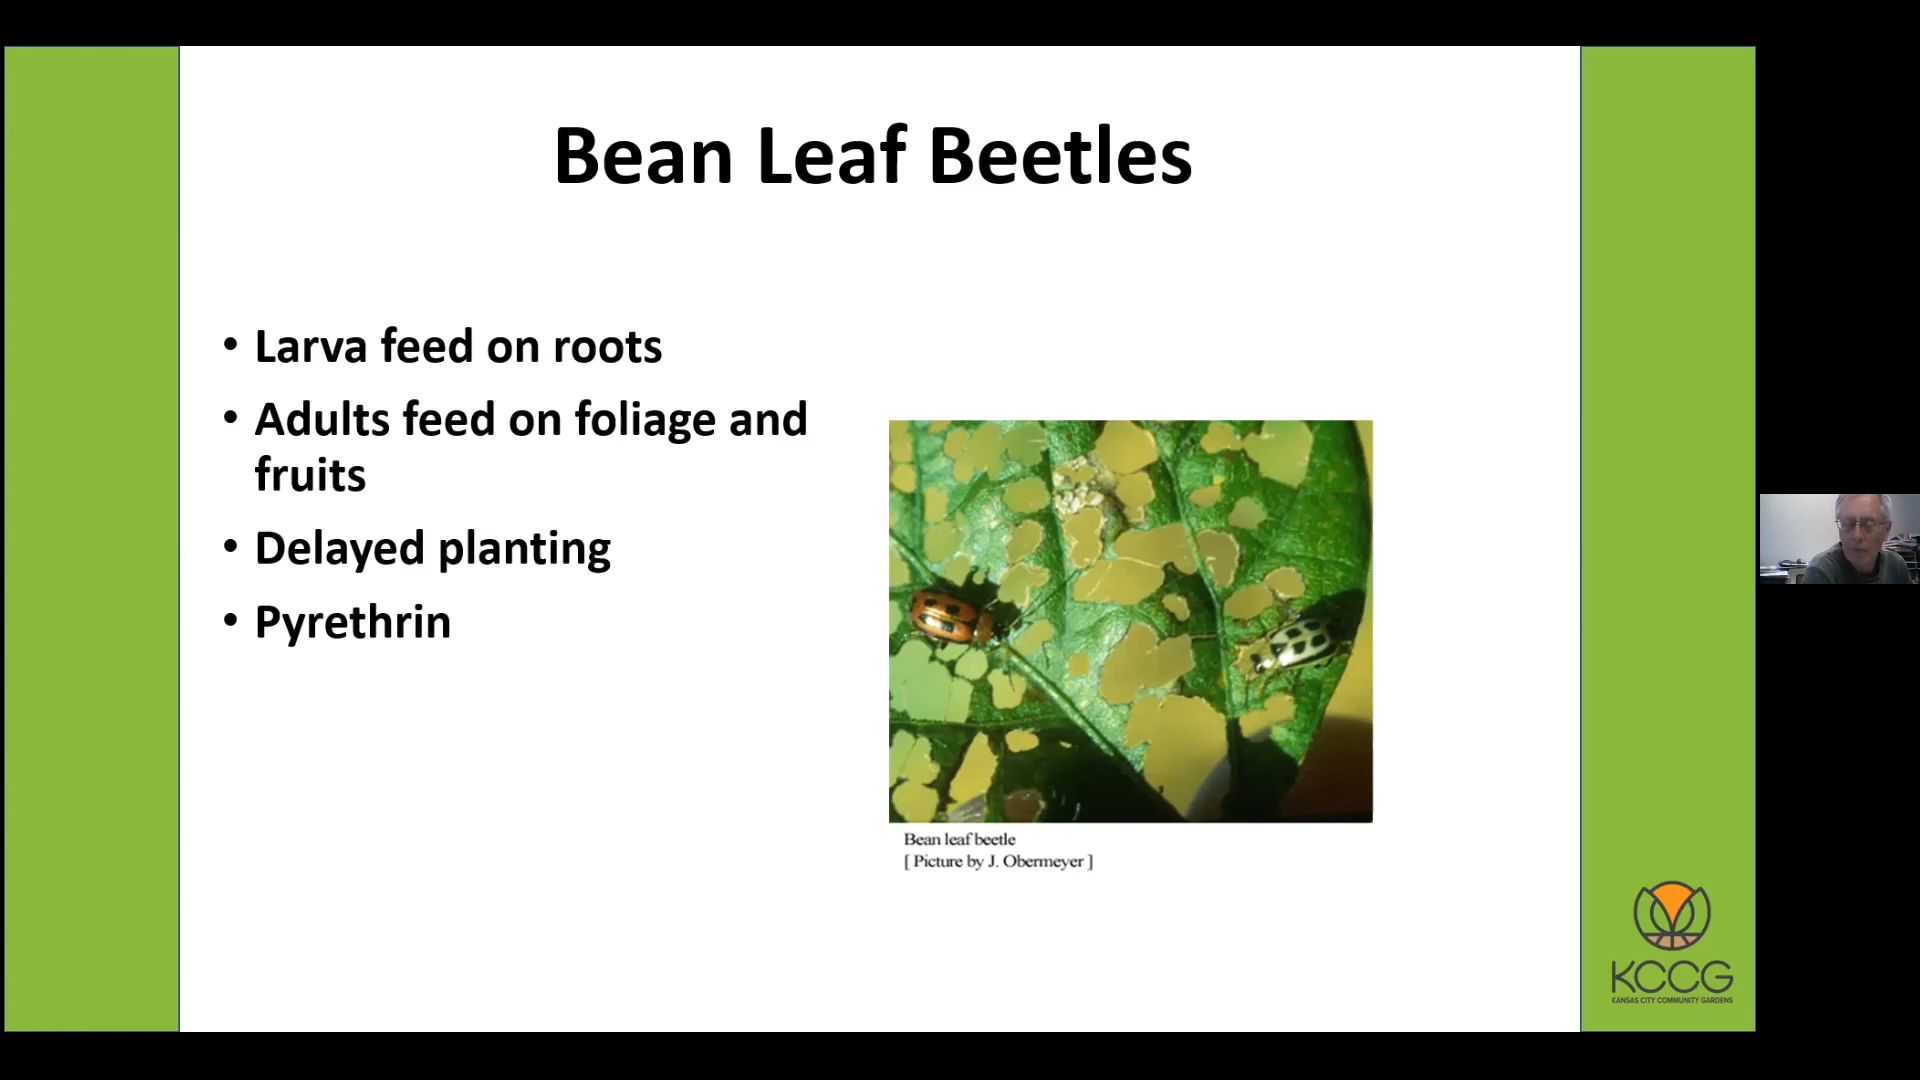 Bean Leaf Beetles
• Larva feed on roots
• Adults feed on foliage and
fruits
• Delayed planting
• Pyrethrin
Bean leaf beetle
[ Picture by J. Obermeyer ]
KCCG
KANSAS CITY COMMUNITY GARDENS